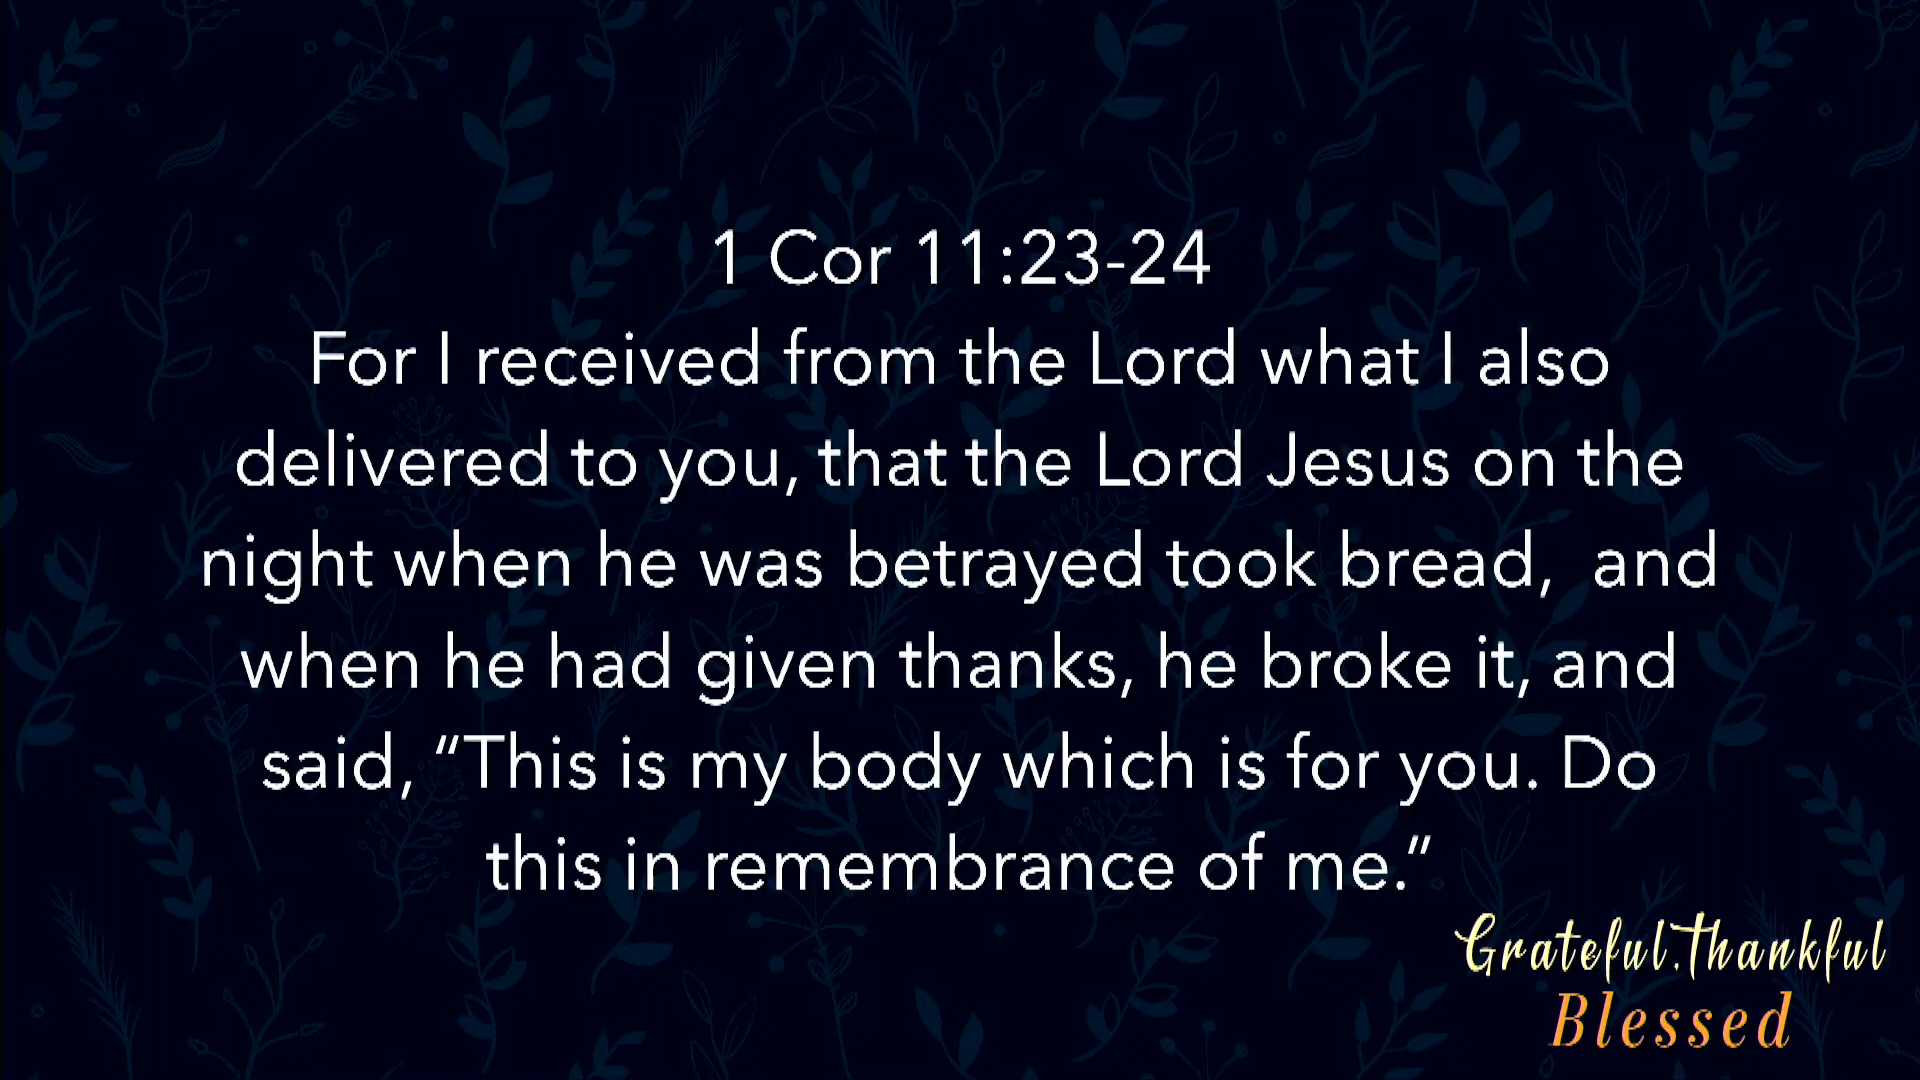 1 Cor 11:23-24
For I received from the Lord what I also
delivered to you, that the Lord Jesus on the
night when he was betrayed took bread,  and
when he had given thanks, he broke it, and
said, “This is my body which is for you. Do
this in remembrance of me.”
Grateful.Thankful
Blessed